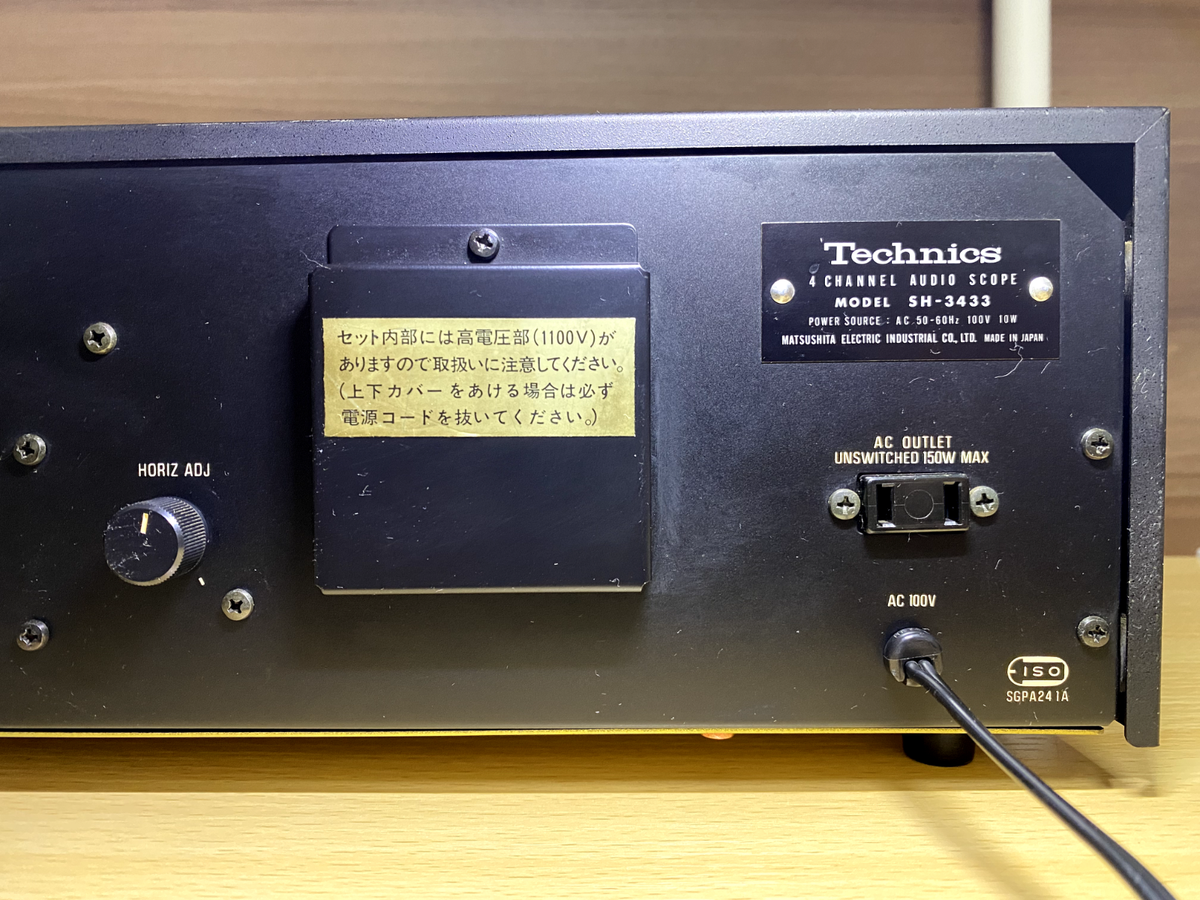 Technics
4 CHANNEL AUDIO SCOPE
MODEL SH-3433
POWER SOURCE : AC 50-60Hz 100V 10W
MATSUSHITA ELECTRIC INDUSTRIAL CO., LTD. MADE IN JAPAN
セット内部には高電圧部(1100V)が
ありますので取扱いに注意してください。
(上下カバーをあける場合は必ず
電源コードを抜いてください。)
HORIZ ADJ
AC OUTLET
UNSWITCHED 150W MAX
AC 100V
ISO
SGPA241A